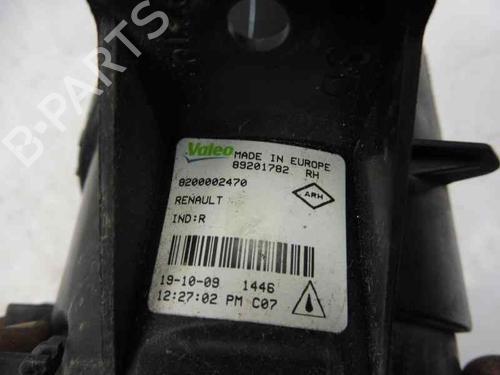 B-PARTS
Valeo MADE IN EUROPE
89201782 RH
8200002470
RENAULT
ARH
IND:R
19-10-09 1446
12:27:02 PM C07